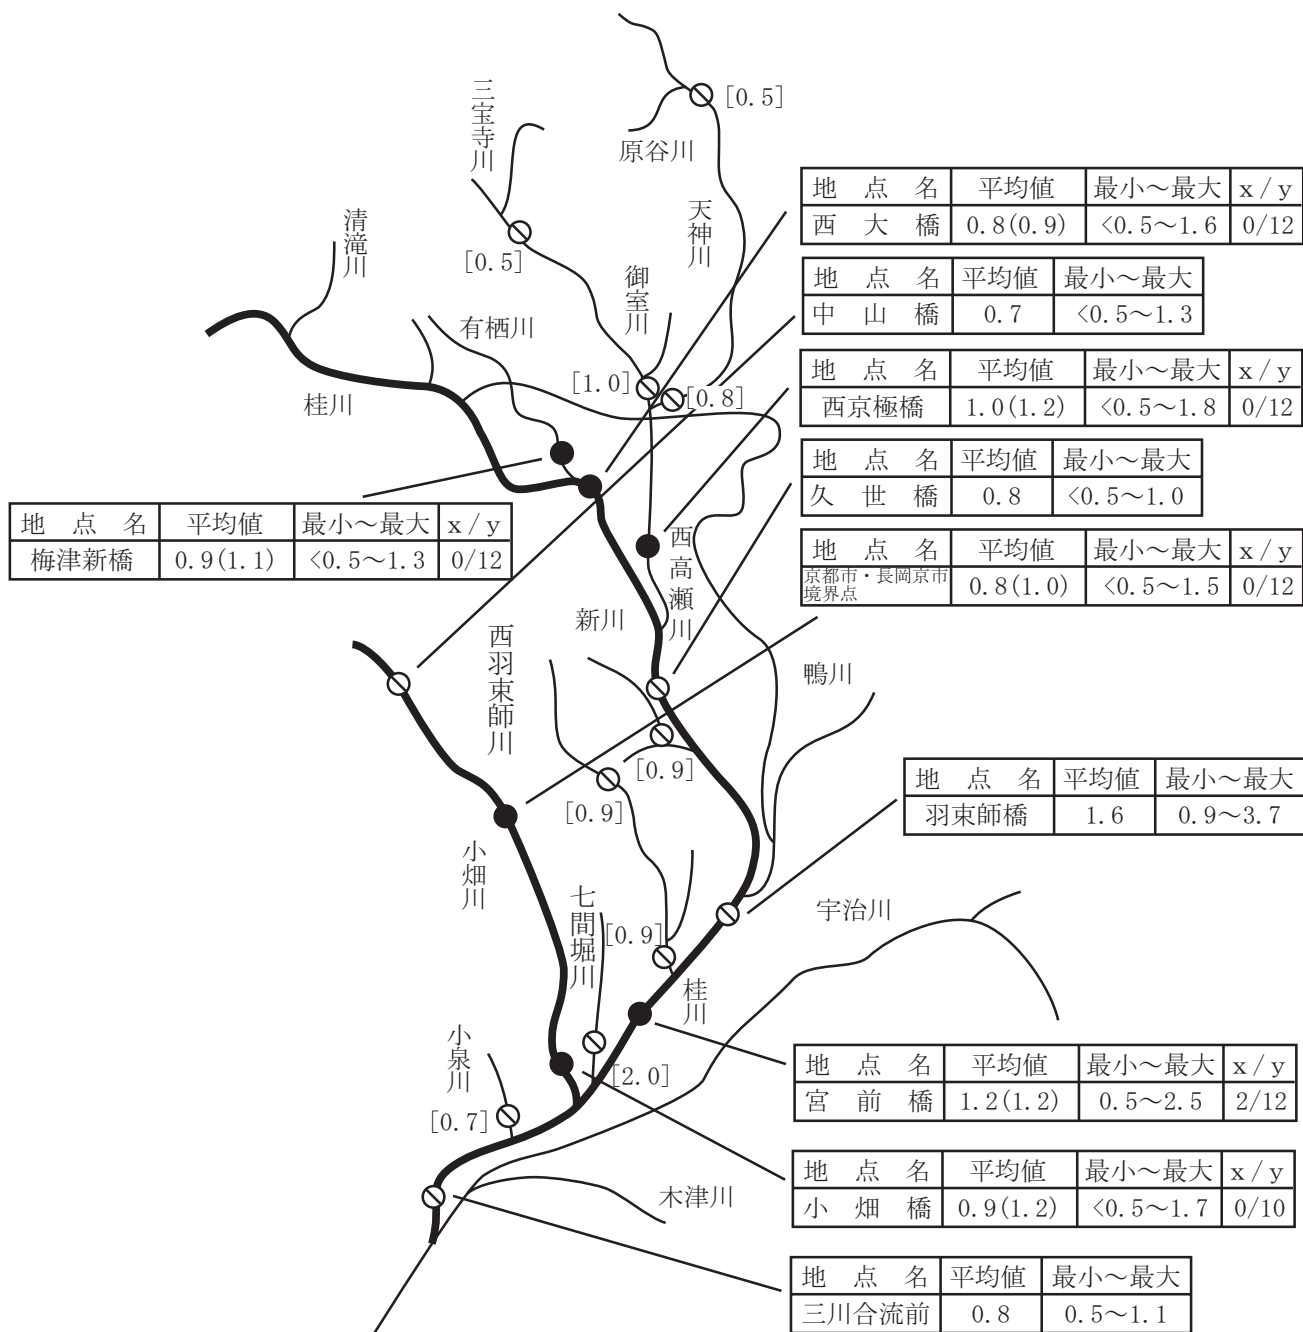 [0.5]
三宝寺川
原谷川
天神川
清滝川
[0.5]
御室川
有栖川
桂川
[1.0]
[0.8]
地点名 平均値 最小～最大 x/y
西大橋 0.8(0.9) <0.5～1.6 0/12
地点名 平均値 最小～最大
中山橋 0.7 <0.5～1.3
地点名 平均値 最小～最大 x/y
西京極橋 1.0(1.2) <0.5～1.8 0/12
地点名 平均値 最小～最大
久世橋 0.8 <0.5～1.0
地点名 平均値 最小～最大 x/y
京都市・長岡京市
境界点 0.8(1.0) <0.5～1.5 0/12
地点名 平均値 最小～最大 x/y
梅津新橋 0.9(1.1) <0.5～1.3 0/12
西高瀬川
新川
西羽束師川
鴨川
[0.9]
[0.9]
地点名 平均値 最小～最大
羽束師橋 1.6 0.9～3.7
小畑川
七間堀川
[0.9]
宇治川
桂川
小泉川
[2.0]
[0.7]
地点名 平均値 最小～最大 x/y
宮前橋 1.2(1.2) 0.5～2.5 2/12
地点名 平均値 最小～最大 x/y
小畑橋 0.9(1.2) <0.5～1.7 0/10
木津川
地点名 平均値 最小～最大
三川合流前 0.8 0.5～1.1